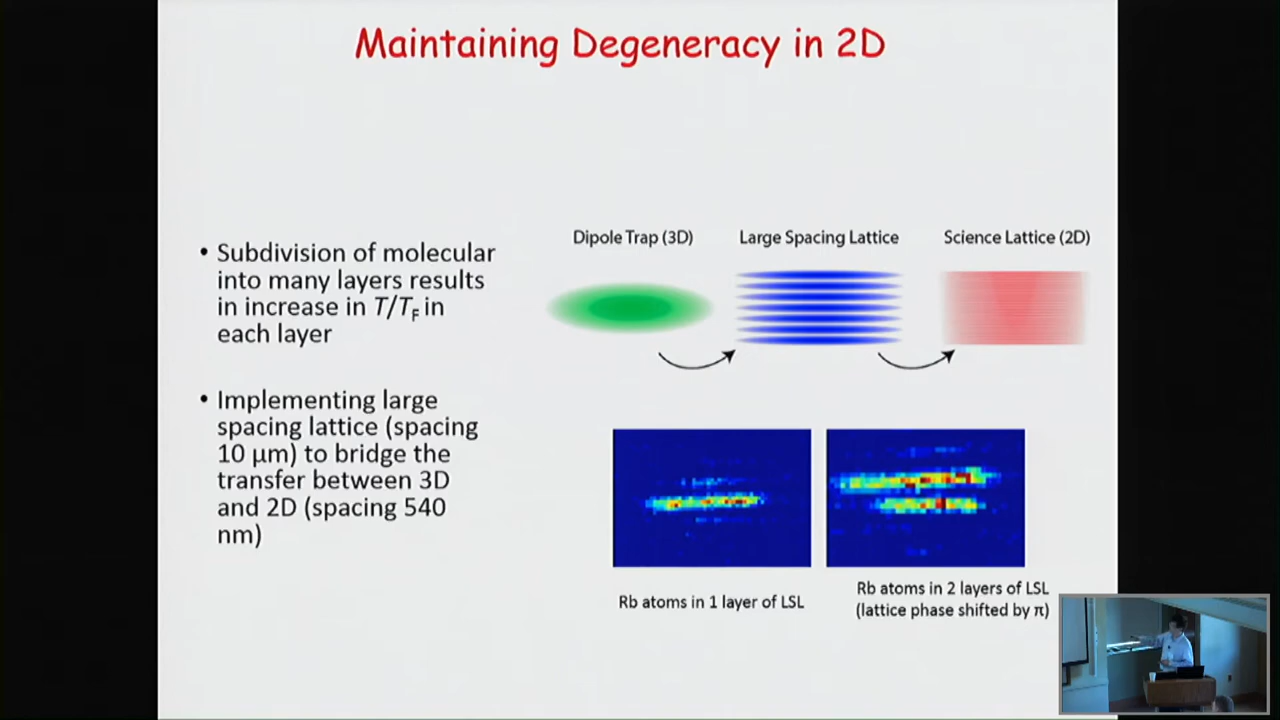 Maintaining Degeneracy in 2D
• Subdivision of molecular
into many layers results
in increase in T/TF in
each layer
• Implementing large
spacing lattice (spacing
10 μm) to bridge the
transfer between 3D
and 2D (spacing 540
nm)
Dipole Trap (3D)
Large Spacing Lattice
Science Lattice (2D)
Rb atoms in 1 layer of LSL
Rb atoms in 2 layers of LSL
(lattice phase shifted by π)